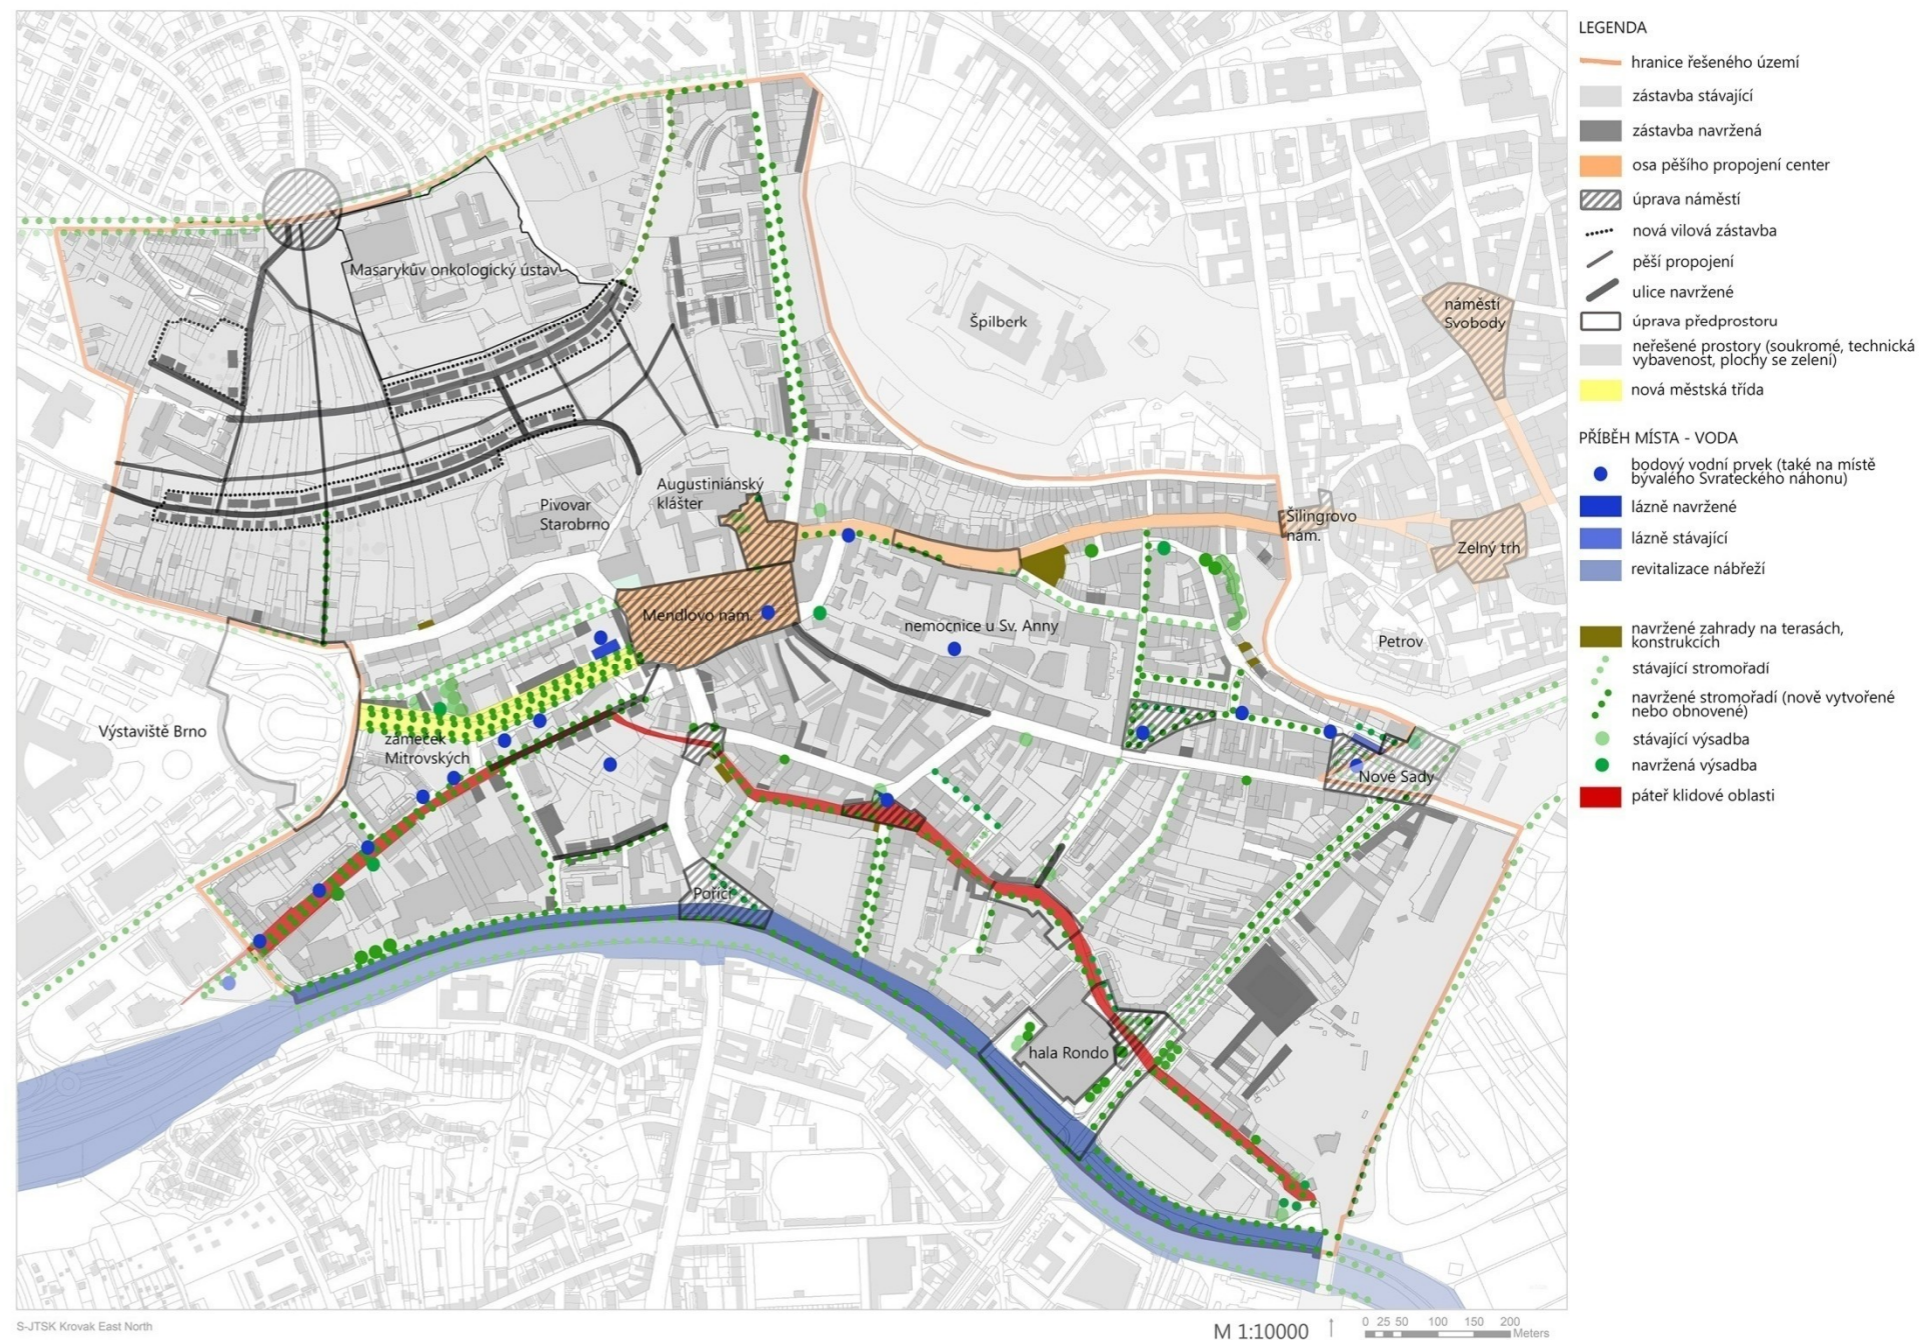 Masarykův onkologický ústav
Špilberk
náměstí
Svobody
Augustiniánský
klášter
Pivovar
Starobrno
Šilingrovo
nám.
Zelný trh
Mendlovo nám.
nemocnice u Sv. Anny
Petrov
Výstaviště Brno
zámeček
Mitrovských
Nové Sady
Poříčí
hala Rondo
LEGENDA
hranice řešeného území
zástavba stávající
zástavba navržená
osa pěšího propojení center
úprava náměstí
nová vilová zástavba
pěší propojení
ulice navržené
úprava předprostoru
neřešené prostory (soukromé, technická
vybavenost, plochy se zelení)
nová městská třída
PŘÍBĚH MÍSTA - VODA
bodový vodní prvek (také na místě
bývalého Svrateckého náhonu)
lázně navržené
lázně stávající
revitalizace nábřeží
navržené zahrady na terasách,
konstrukcích
stávající stromořadí
navržené stromořadí (nově vytvořené
nebo obnovené)
stávající výsadba
navržená výsadba
páteř klidové oblasti
S-JTSK Krovak East North
M 1:10000
0 25 50 100 150 200
Meters